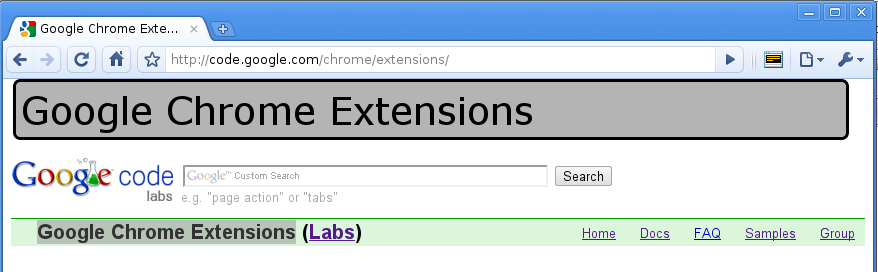 Google Chrome Exte...
http://code.google.com/chrome/extensions/
Google Chrome Extensions
Google code
labs
Google™ Custom Search
Search
e.g. "page action" or "tabs"
Google Chrome Extensions (Labs)
Home Docs FAQ Samples Group